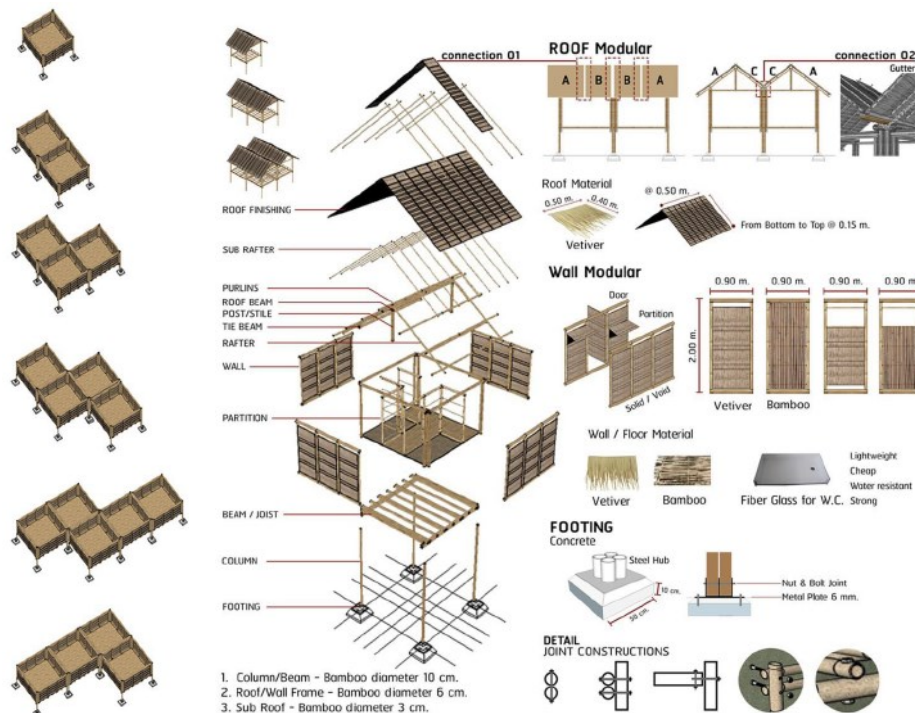 connection 01
ROOF Modular
connection 02
A
B
B
A
A
C
C
A
Gutter
Roof Material
0.50 m.
0.40 m.
Vetiver
@ 0.50 m.
From Bottom to Top @ 0.15 m.
ROOF FINISHING
SUB RAFTER
PURLINS
ROOF BEAM
POST/STILE
TIE BEAM
RAFTER
WALL
PARTITION
BEAM / JOIST
COLUMN
FOOTING
1. Column/Beam - Bamboo diameter 10 cm.
2. Roof/Wall Frame - Bamboo diameter 6 cm.
3. Sub Roof - Bamboo diameter 3 cm.
Wall Modular
Door
Partition
Solid / Void
0.90 m.
0.90 m.
0.90 m.
0.90 m
2.00 m.
Vetiver
Bamboo
Wall / Floor Material
Vetiver
Bamboo
Fiber Glass for W.C.
Lightweight
Cheap
Water resistant
Strong
FOOTING
Concrete
Steel Hub
10 cm.
30 cm.
Nut & Bolt Joint
Metal Plate 6 mm.
DETAIL
JOINT CONSTRUCTIONS